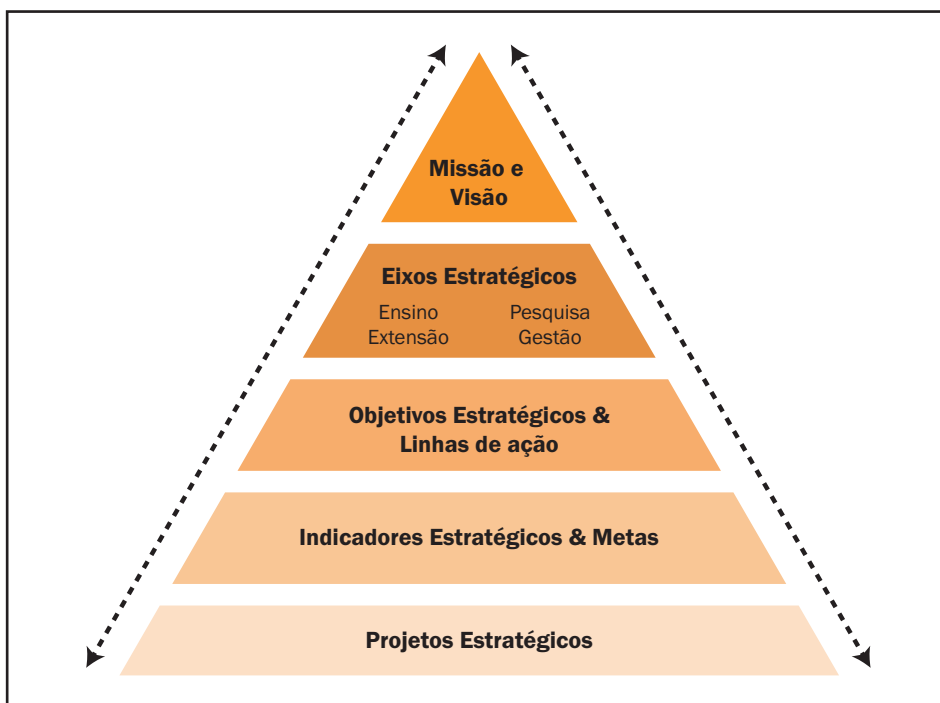 Missão e
Visão
Eixos Estratégicos
Ensino Pesquisa
Extensão Gestão
Objetivos Estratégicos &
Linhas de ação
Indicadores Estratégicos & Metas
Projetos Estratégicos